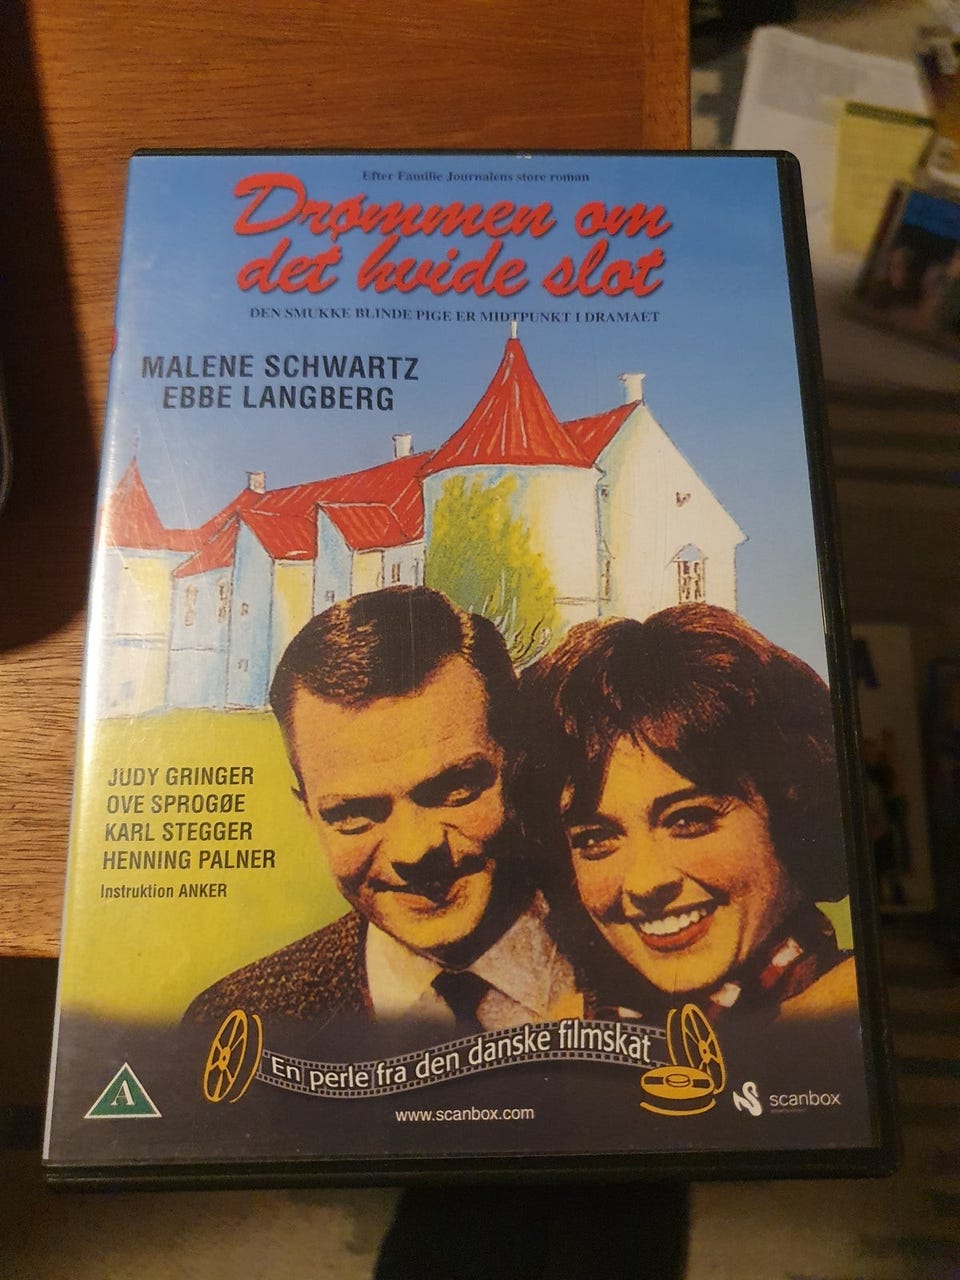 Efter Familie Journalens store roman
Drømmen om
det hvide slot
DEN SMUKKE BLINDE PIGE ER MIDTPUNKT I DRAMAET
MALENE SCHWARTZ
EBBE LANGBERG
JUDY GRINGER
OVE SPROGØE
KARL STEGGER
HENNING PALNER
Instruktion ANKER
En perle fra den danske filmskat
A
www.scanbox.com
scanbox